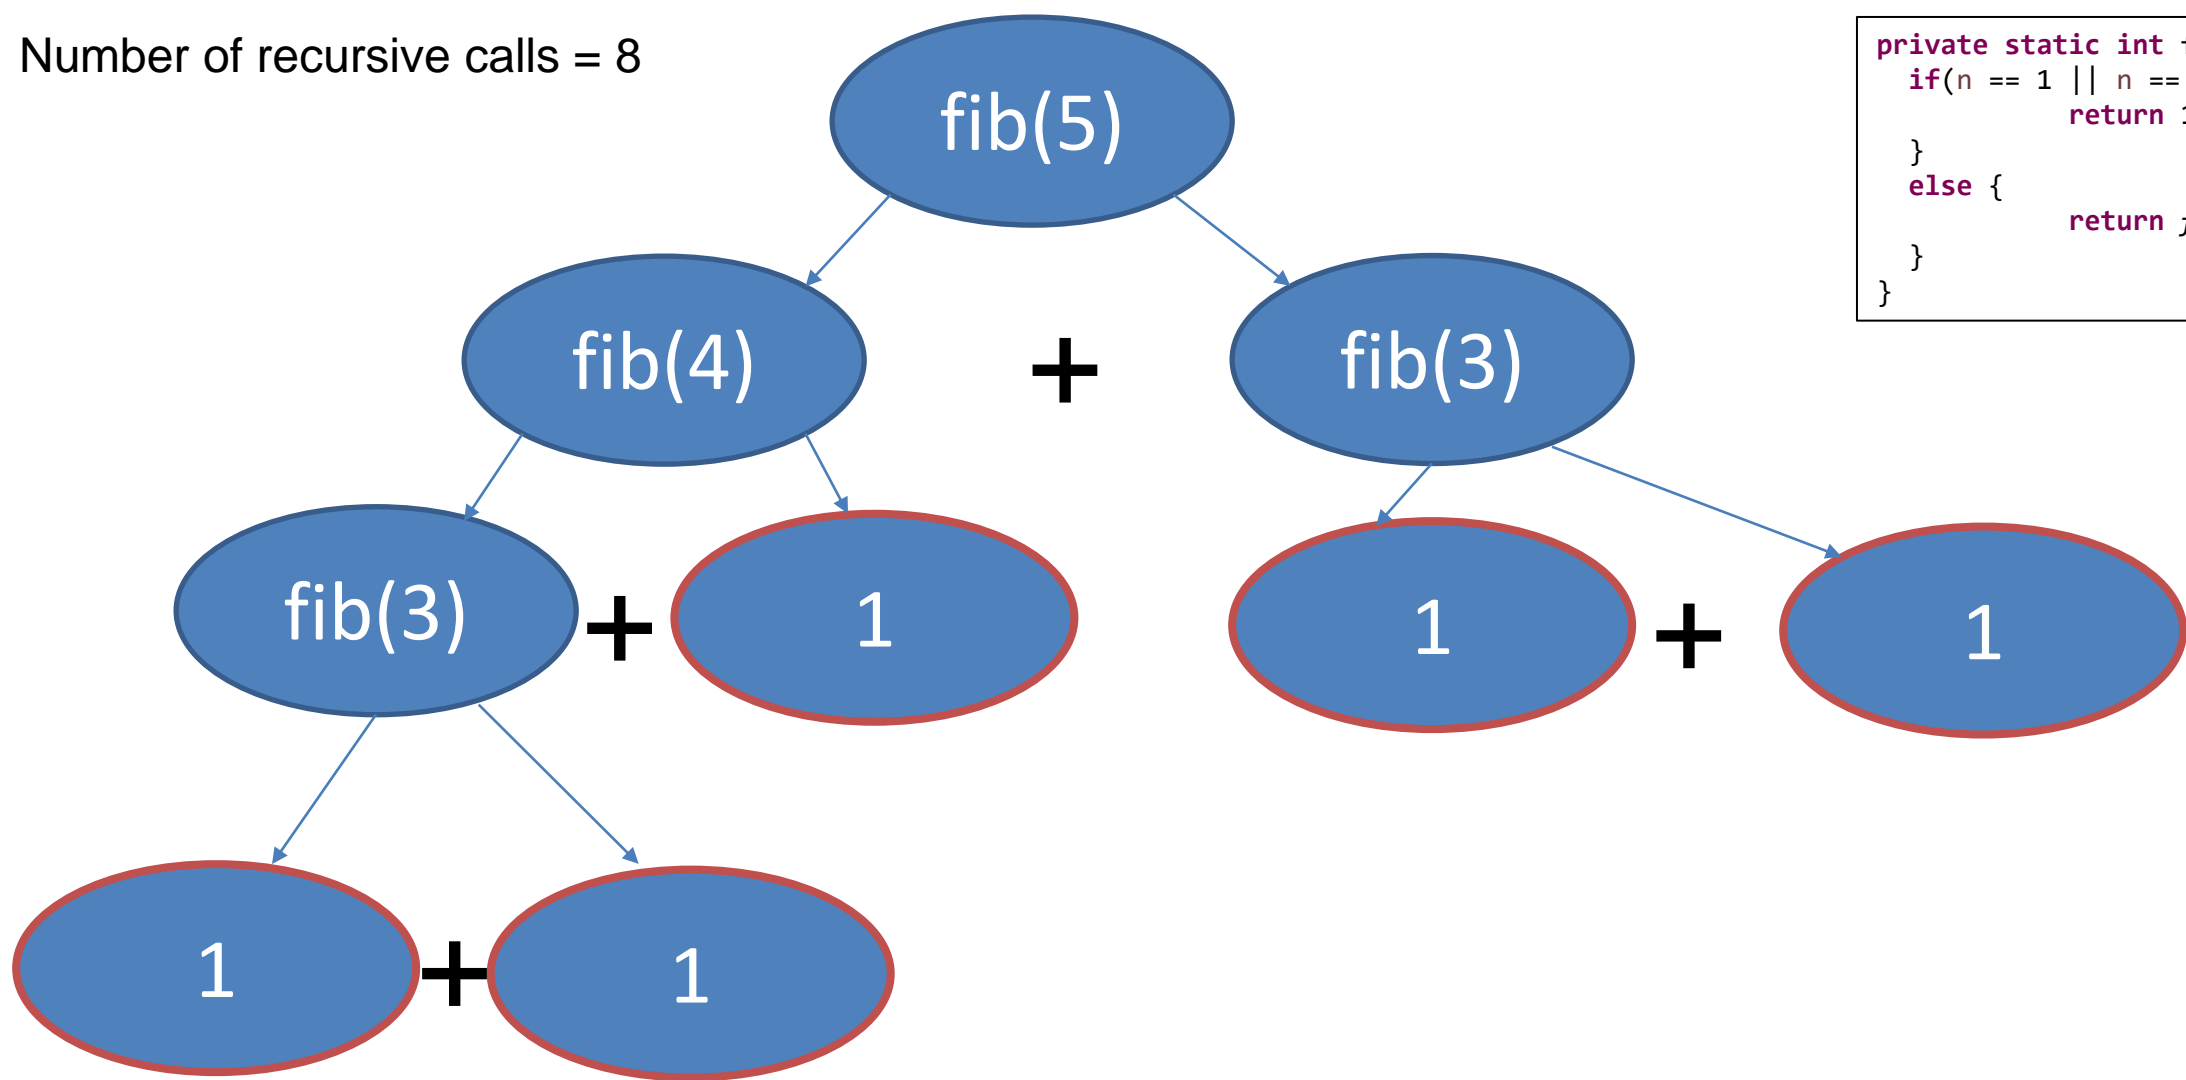 Number of recursive calls = 8
private static int
if(n == 1 || n ==
return 1
}
else {
return
}
}
fib(5)
fib(4)
+
fib(3)
fib(3)
+
1
1
+
1
1
+
1